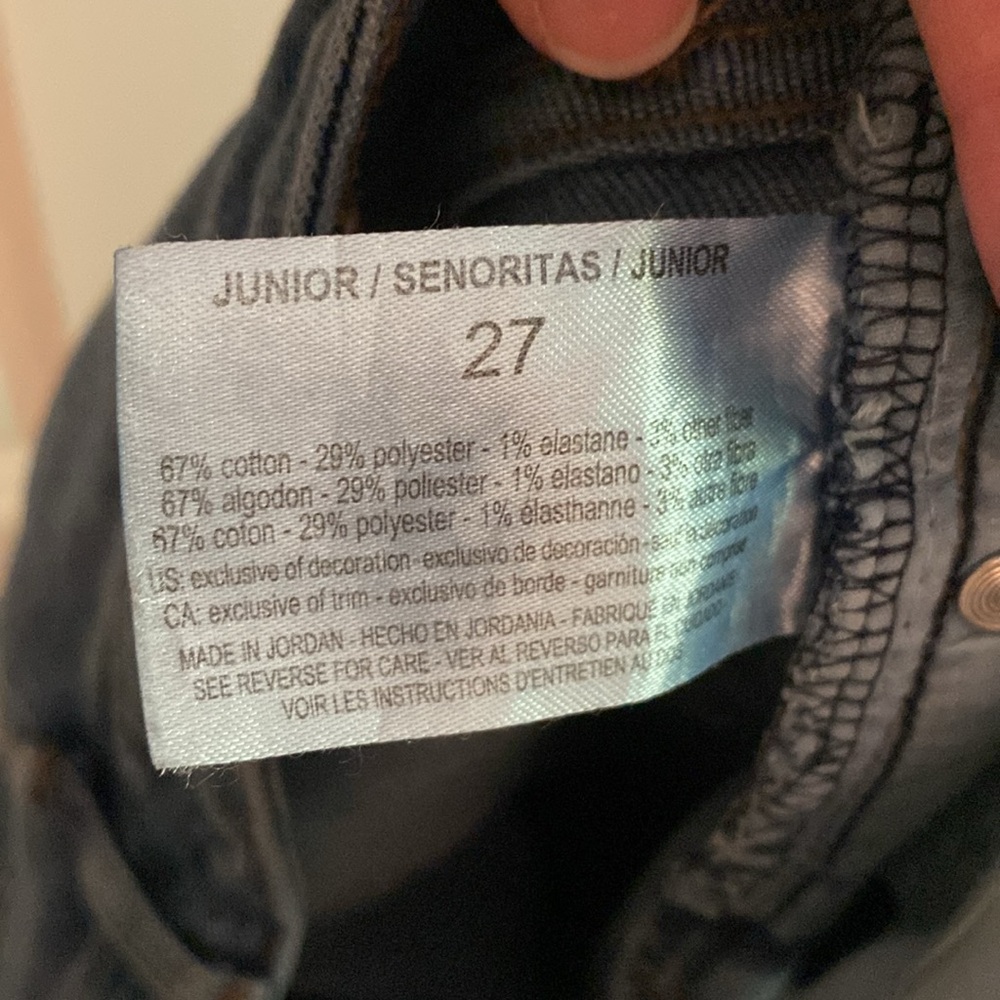 JUNIOR / SENORITAS / JUNIOR
27
67% cotton - 29% polyester - 1% elastane - 3% other fiber
67% algodon - 29% poliester - 1% elastano - 3% otra fibra
67% coton - 29% polyester - 1% élasthanne - 3% autre fibre
US: exclusive of decoration- exclusivo de decoración - sans la décoration
CA: exclusive of trim - exclusivo de borde - garniture non comprise
MADE IN JORDAN - HECHO EN JORDANIA - FABRIQUÉ EN JORDANIE
SEE REVERSE FOR CARE - VER AL REVERSO PARA EL CUIDADO -
VOIR LES INSTRUCTIONS D'ENTRETIEN AU DOS